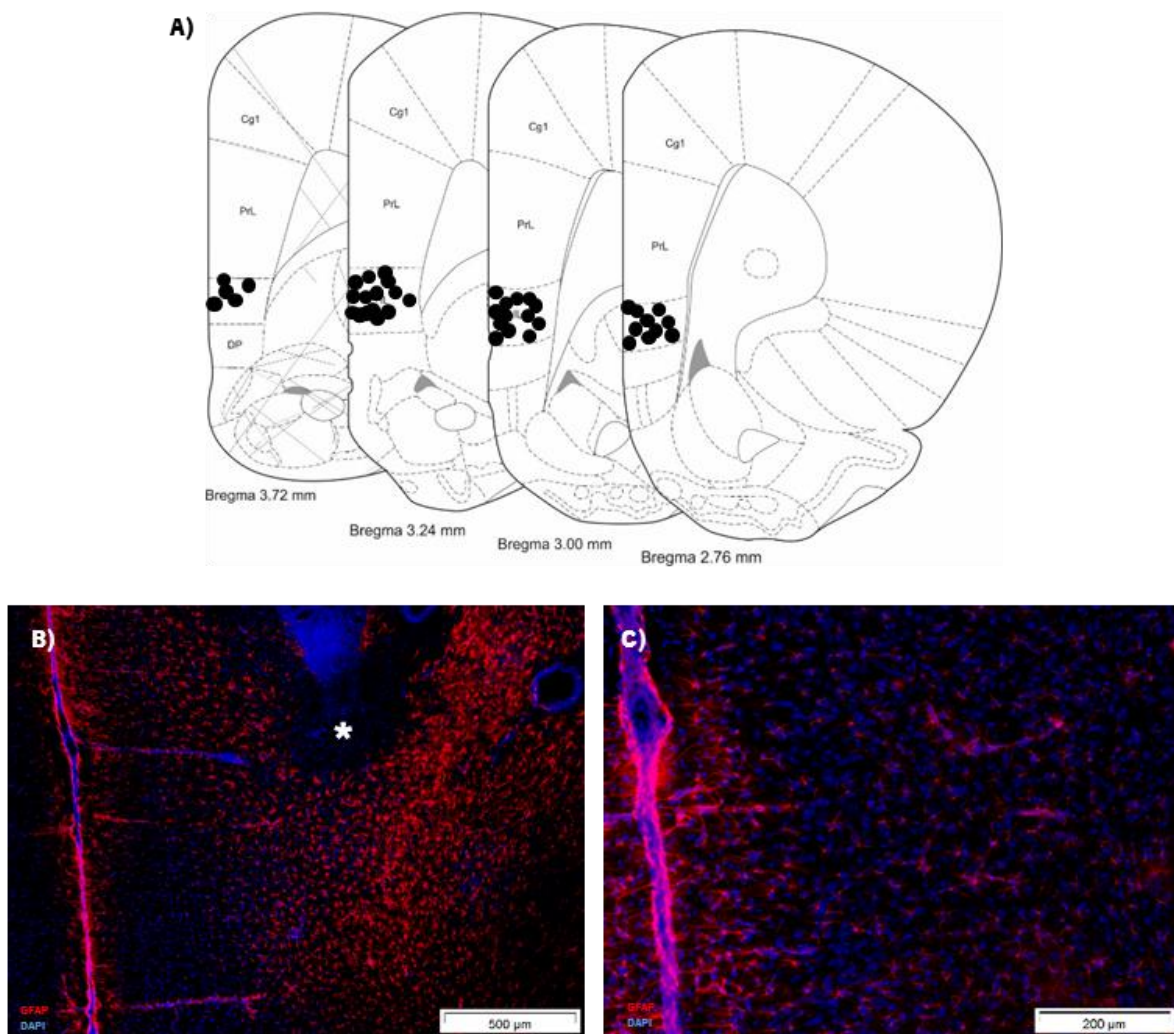 A)
Cg1
Cg1
Cg1
Cg1
PrL
PrL
PrL
PrL
DP
Bregma 3.72 mm
Bregma 3.24 mm
Bregma 3.00 mm
Bregma 2.76 mm
B)
*
GFAP
DAPI
500 µm
C)
GFAP
DAPI
200 µm